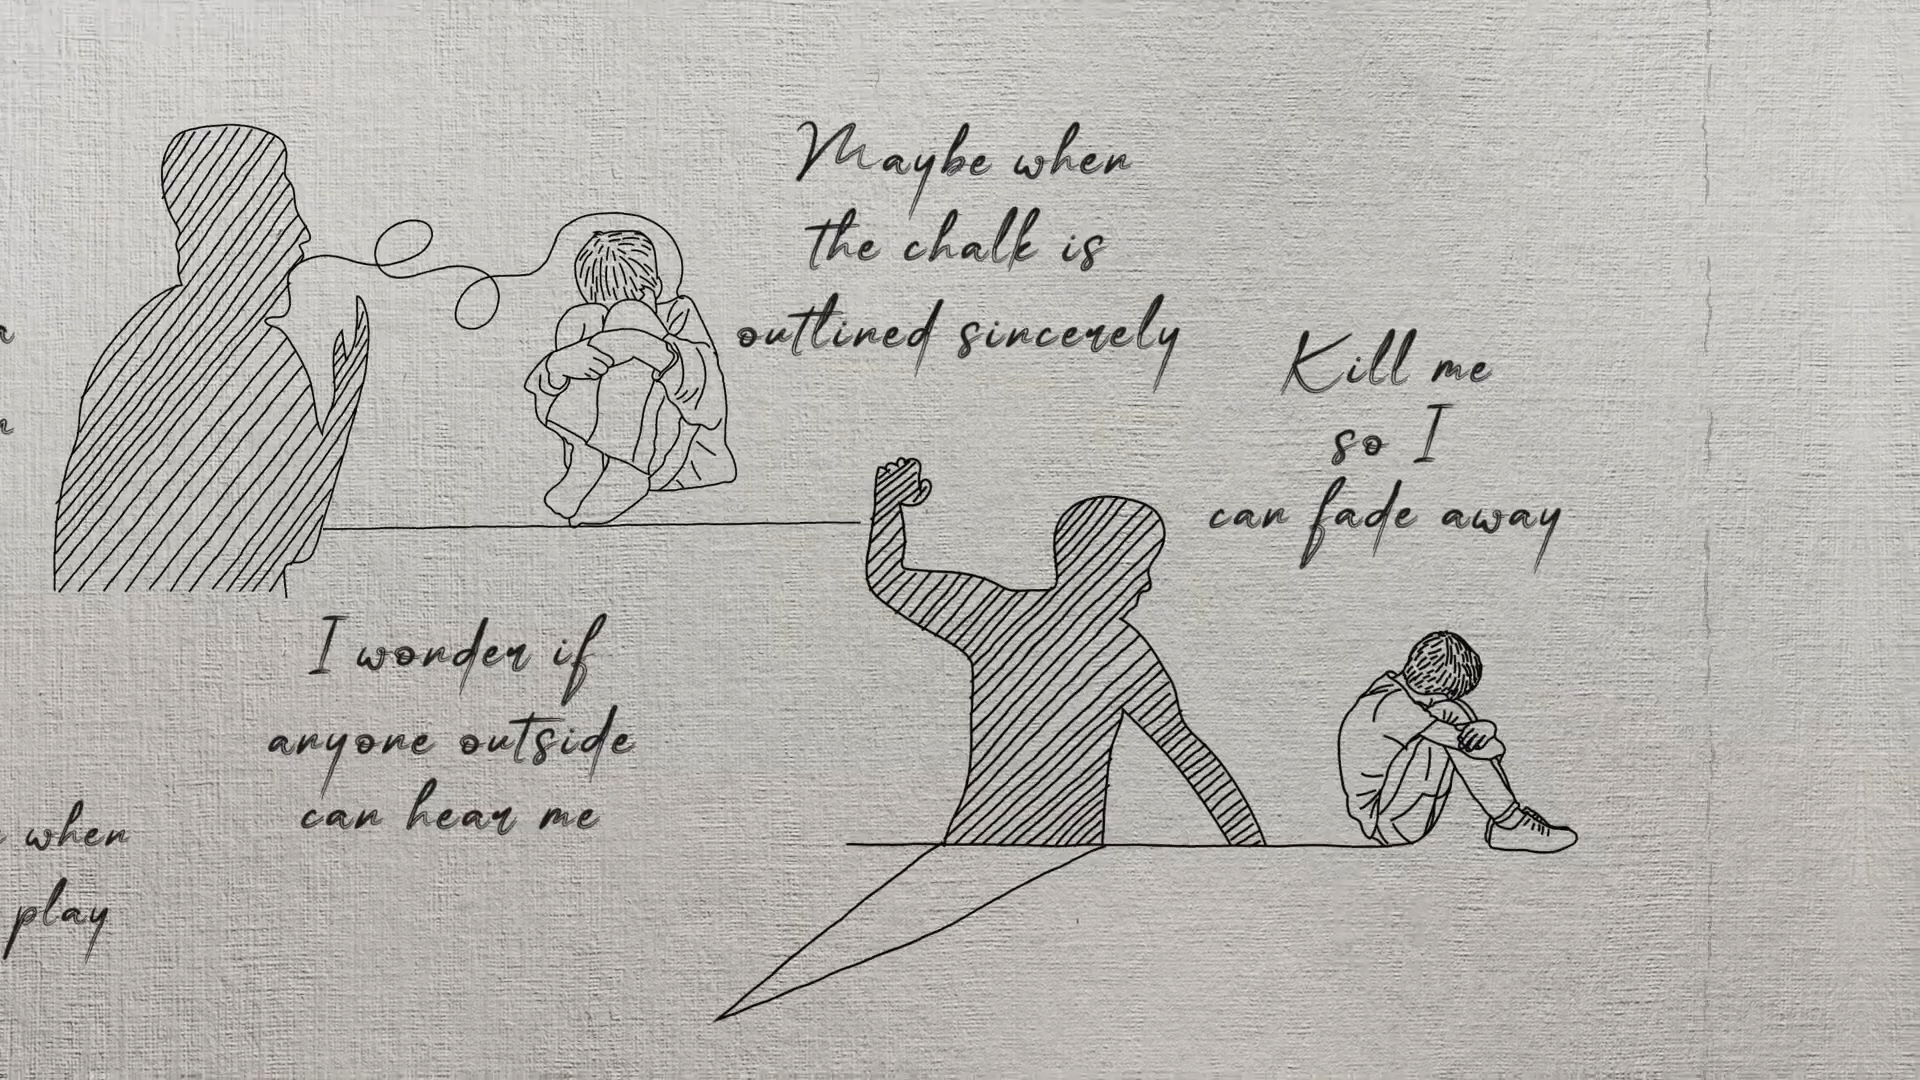 when
play
I wonder if
anyone outside
can hear me
Maybe when
the chalk is
outlined sincerely
Kill me
so I
can fade away